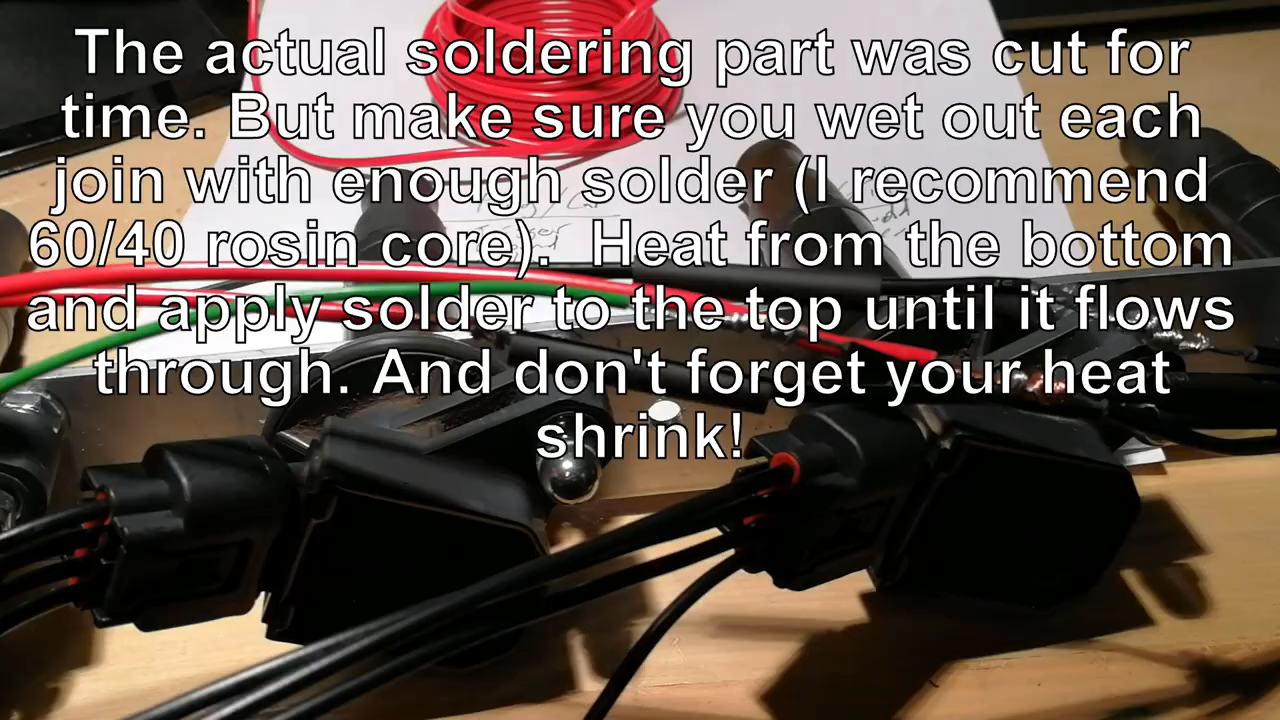 The actual soldering part was cut for
time. But make sure you wet out each
join with enough solder (I recommend
60/40 rosin core).  Heat from the bottom
and apply solder to the top until it flows
through. And don't forget your heat
shrink!